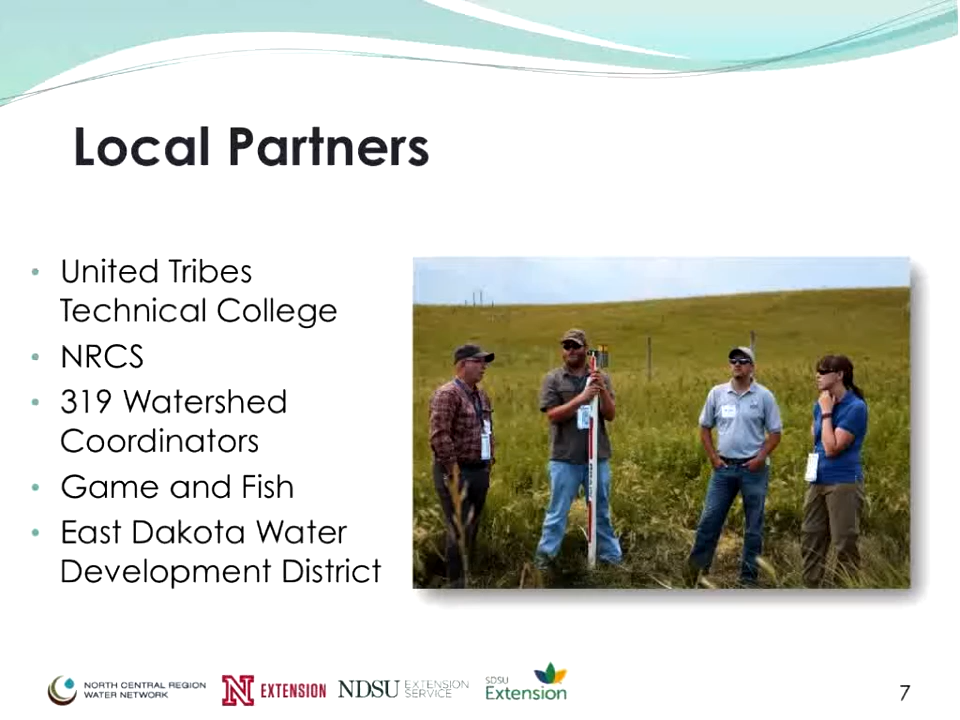 Local Partners
• United Tribes
Technical College
• NRCS
• 319 Watershed
Coordinators
• Game and Fish
• East Dakota Water
Development District
NORTH CENTRAL REGION
WATER NETWORK
N EXTENSION
NDSU EXTENSION
SERVICE
SDSU
Extension
7